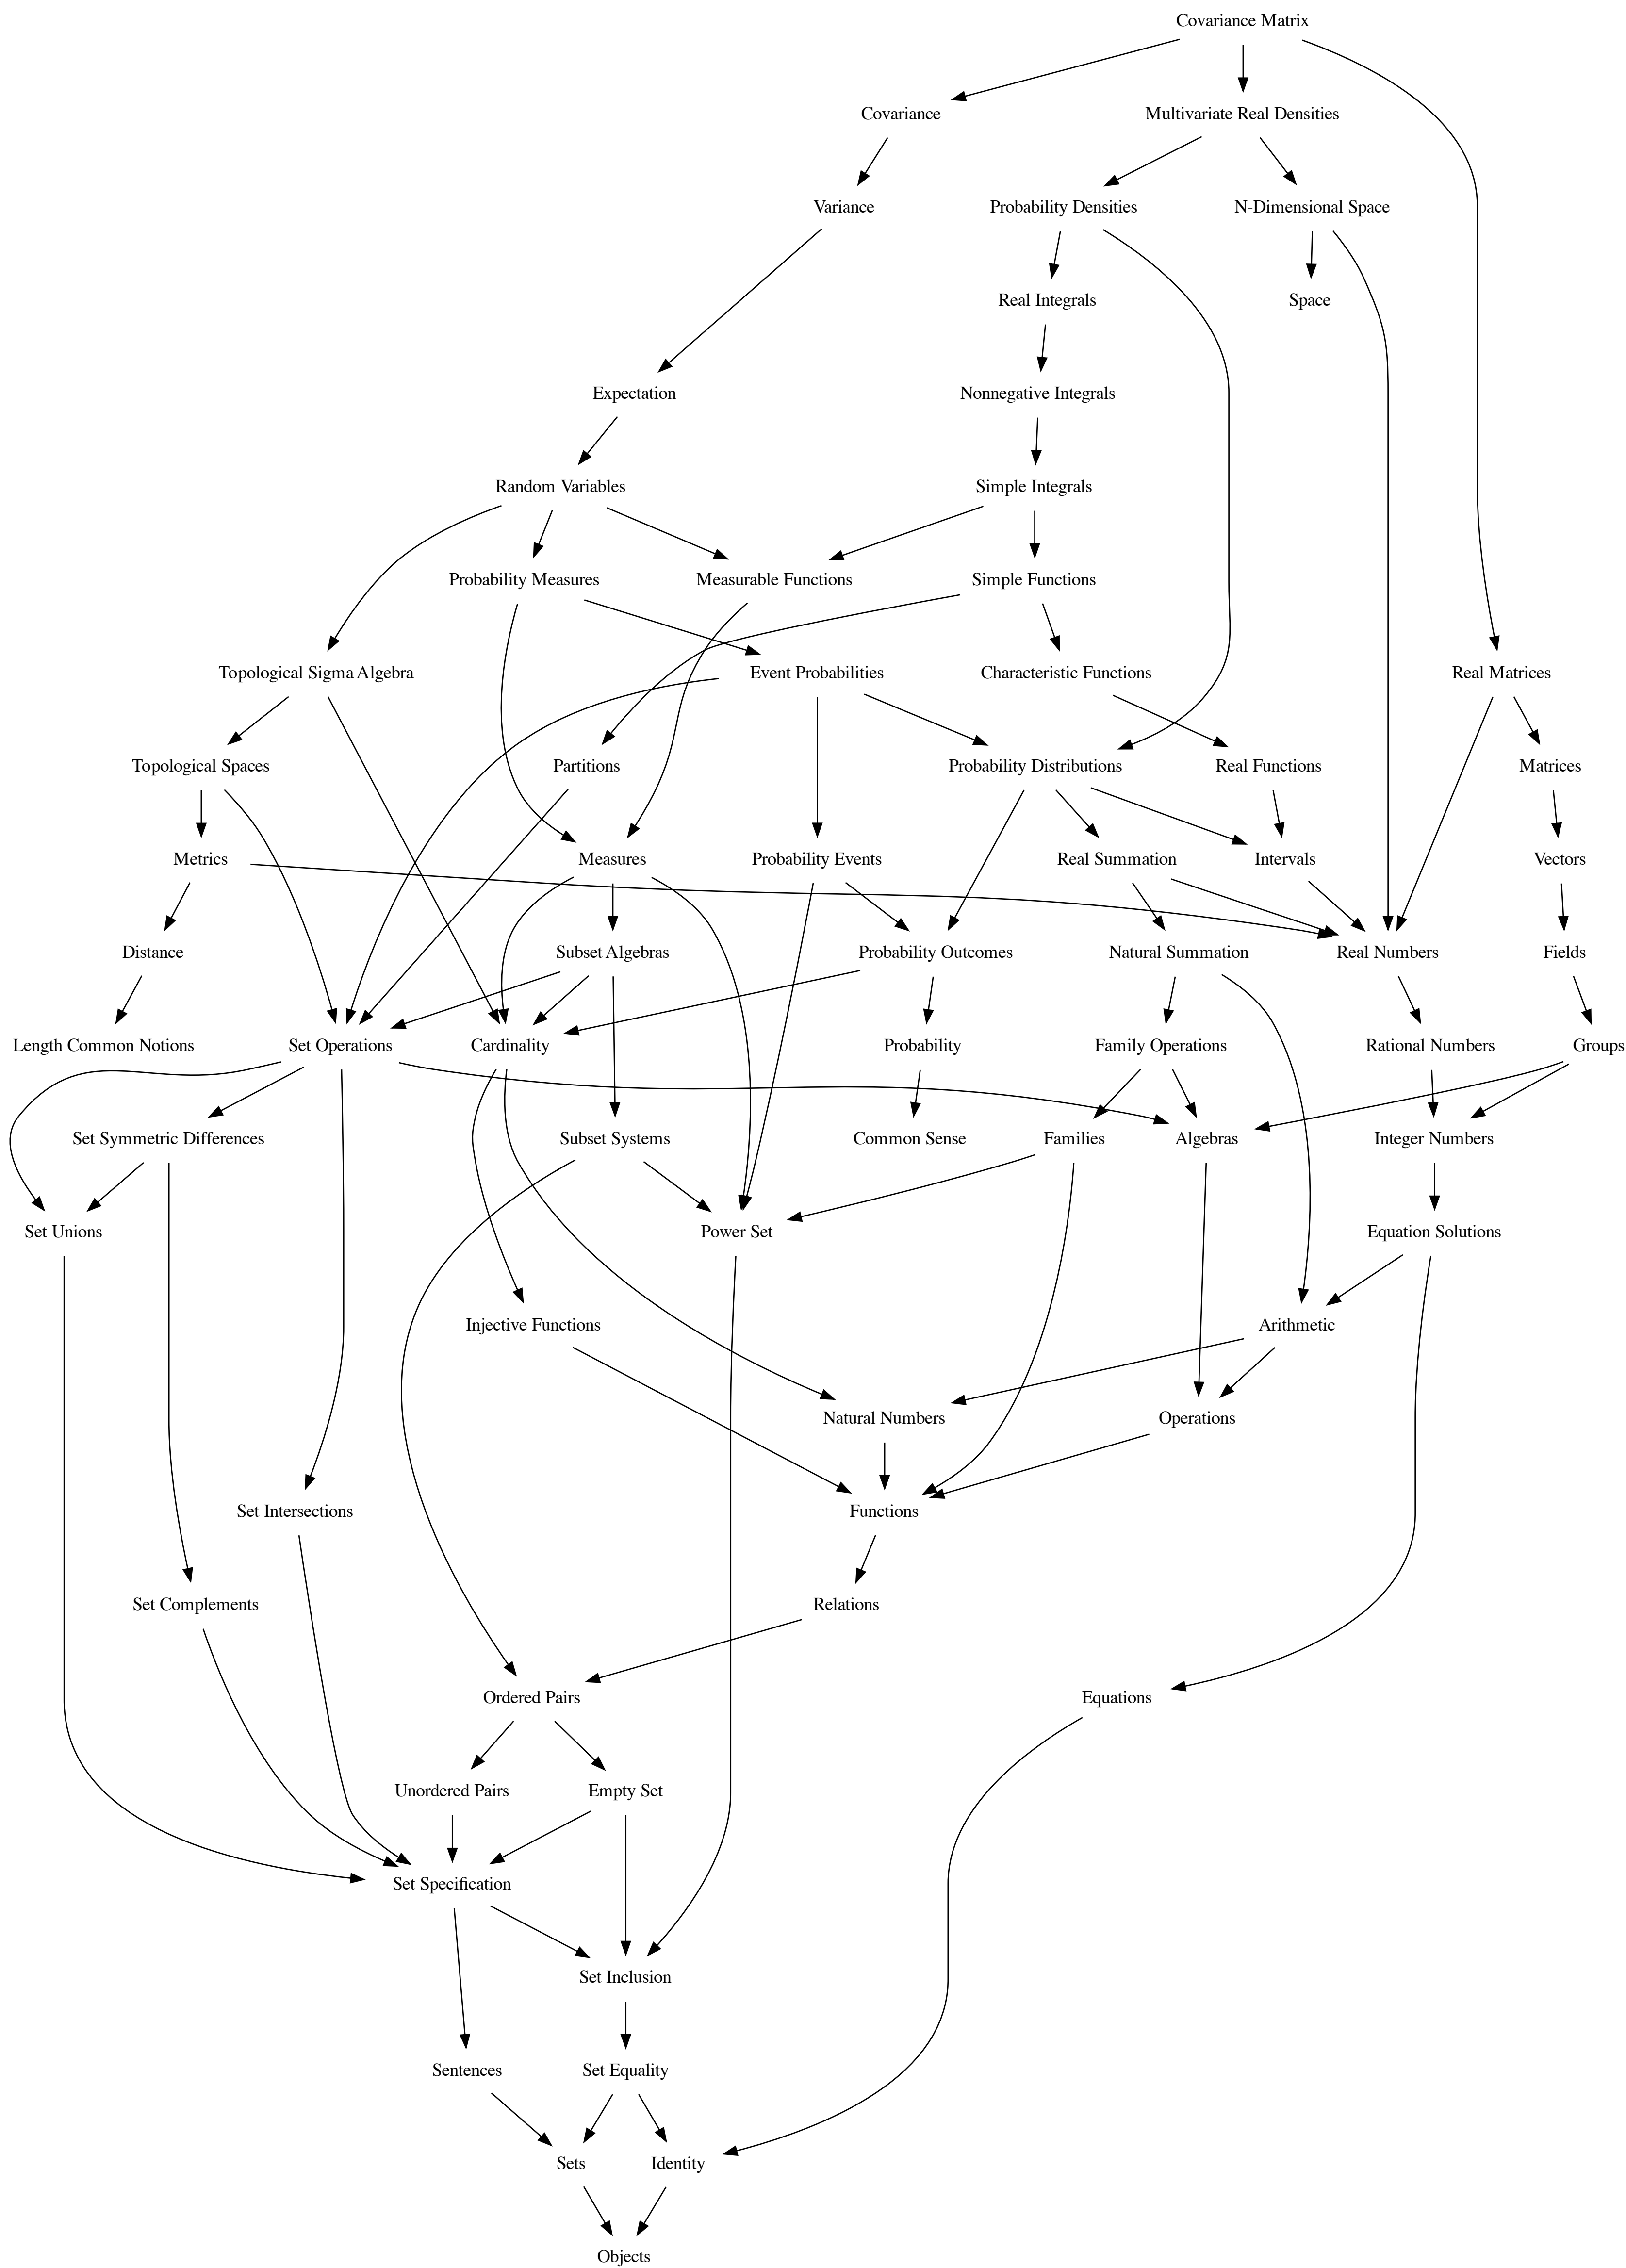 Covariance Matrix
Covariance
Multivariate Real Densities
Variance
Probability Densities
N-Dimensional Space
Real Integrals
Space
Expectation
Nonnegative Integrals
Random Variables
Simple Integrals
Probability Measures
Measurable Functions
Simple Functions
Topological Sigma Algebra
Event Probabilities
Characteristic Functions
Real Matrices
Topological Spaces
Partitions
Probability Distributions
Real Functions
Matrices
Metrics
Measures
Probability Events
Real Summation
Intervals
Vectors
Distance
Subset Algebras
Probability Outcomes
Natural Summation
Real Numbers
Fields
Length Common Notions
Set Operations
Cardinality
Probability
Family Operations
Rational Numbers
Groups
Set Symmetric Differences
Subset Systems
Common Sense
Families
Algebras
Integer Numbers
Set Unions
Power Set
Equation Solutions
Injective Functions
Arithmetic
Natural Numbers
Operations
Set Intersections
Functions
Set Complements
Relations
Ordered Pairs
Equations
Unordered Pairs
Empty Set
Set Specification
Set Inclusion
Sentences
Set Equality
Sets
Identity
Objects